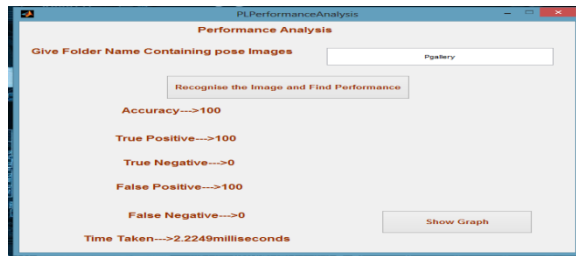 PLPerformanceAnalysis
Performance Analysis
Give Folder Name Containing pose Images
Pgallery
Recognise the Image and Find Performance
Accuracy--->100
True Positive--->100
True Negative--->0
False Positive--->100
False Negative--->0
Show Graph
Time Taken--->2.2249milliseconds